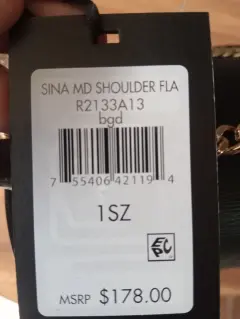 SINA MD SHOULDER FLA
R2133A13
bgd
7 55406 42119 4
1SZ
MSRP $178.00